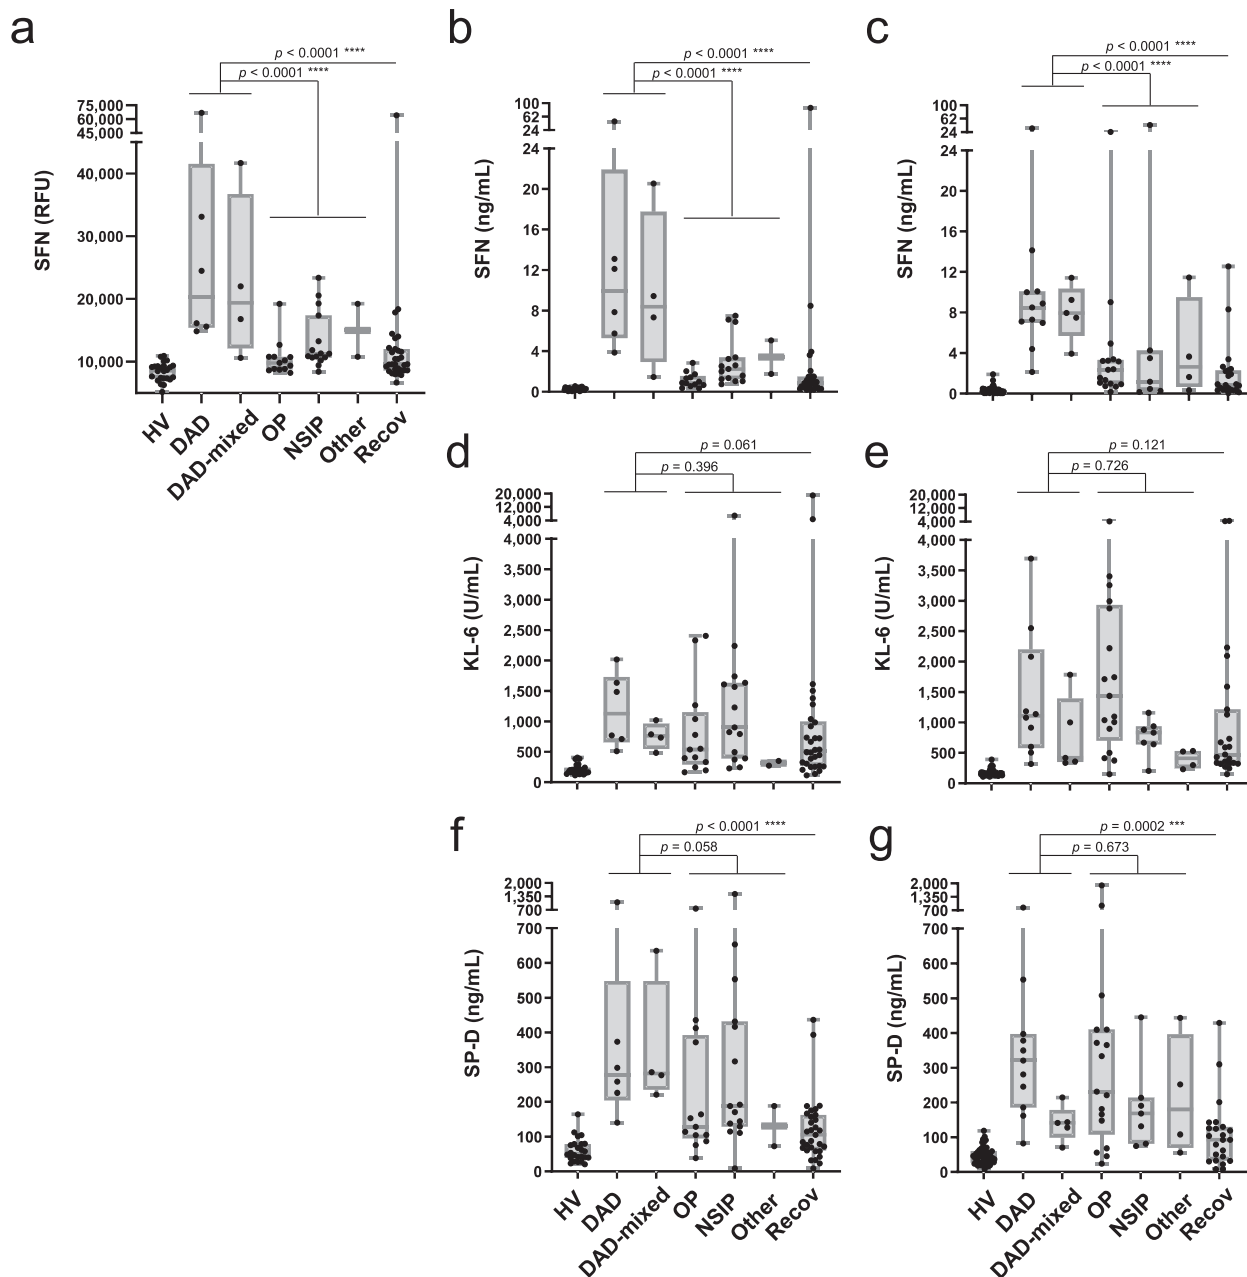 a
p < 0.0001 ****
p < 0.0001 ****
75,000
60,000
45,000
40,000
30,000
20,000
10,000
SFN (RFU)
HV
DAD
DAD-mixed
OP
NSIP
Other
Recov
b
p < 0.0001 ****
p < 0.0001 ****
100
62
24
24
20
16
12
8
4
0
SFN (ng/mL)
c
p < 0.0001 ****
p < 0.0001 ****
100
62
24
24
20
16
12
8
4
0
SFN (ng/mL)
d
p = 0.061
p = 0.396
20,000
12,000
4,000
4,000
3,500
3,000
2,500
2,000
1,500
1,000
500
0
KL-6 (U/mL)
e
p = 0.121
p = 0.726
20,000
12,000
4,000
4,000
3,500
3,000
2,500
2,000
1,500
1,000
500
0
KL-6 (U/mL)
f
p < 0.0001 ****
p = 0.058
2,000
1,350
700
700
600
500
400
300
200
100
0
SP-D (ng/mL)
HV
DAD
DAD-mixed
OP
NSIP
Other
Recov
g
p = 0.0002 ***
p = 0.673
2,000
1,350
700
700
600
500
400
300
200
100
0
SP-D (ng/mL)
HV
DAD
DAD-mixed
OP
NSIP
Other
Recov